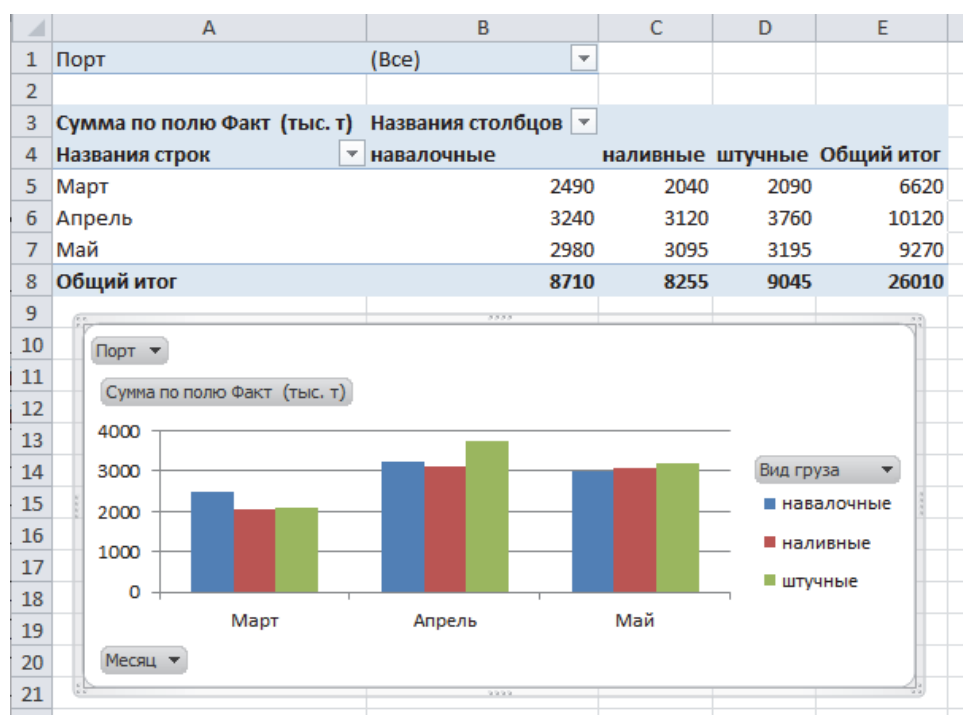 A B C D E
1 Порт (Все)
2
3 Сумма по полю Факт (тыс. т) Названия столбцов
4 Названия строк навалочные наливные штучные Общий итог
5 Март 2490 2040 2090 6620
6 Апрель 3240 3120 3760 10120
7 Май 2980 3095 3195 9270
8 Общий итог 8710 8255 9045 26010
9
10 Порт
11
Сумма по полю Факт (тыс. т)
12
13 4000
14 3000 Вид груза
15 2000 навалочные
16 1000 наливные
17
18 0 штучные
19 Март Апрель Май
20 Месяц
21